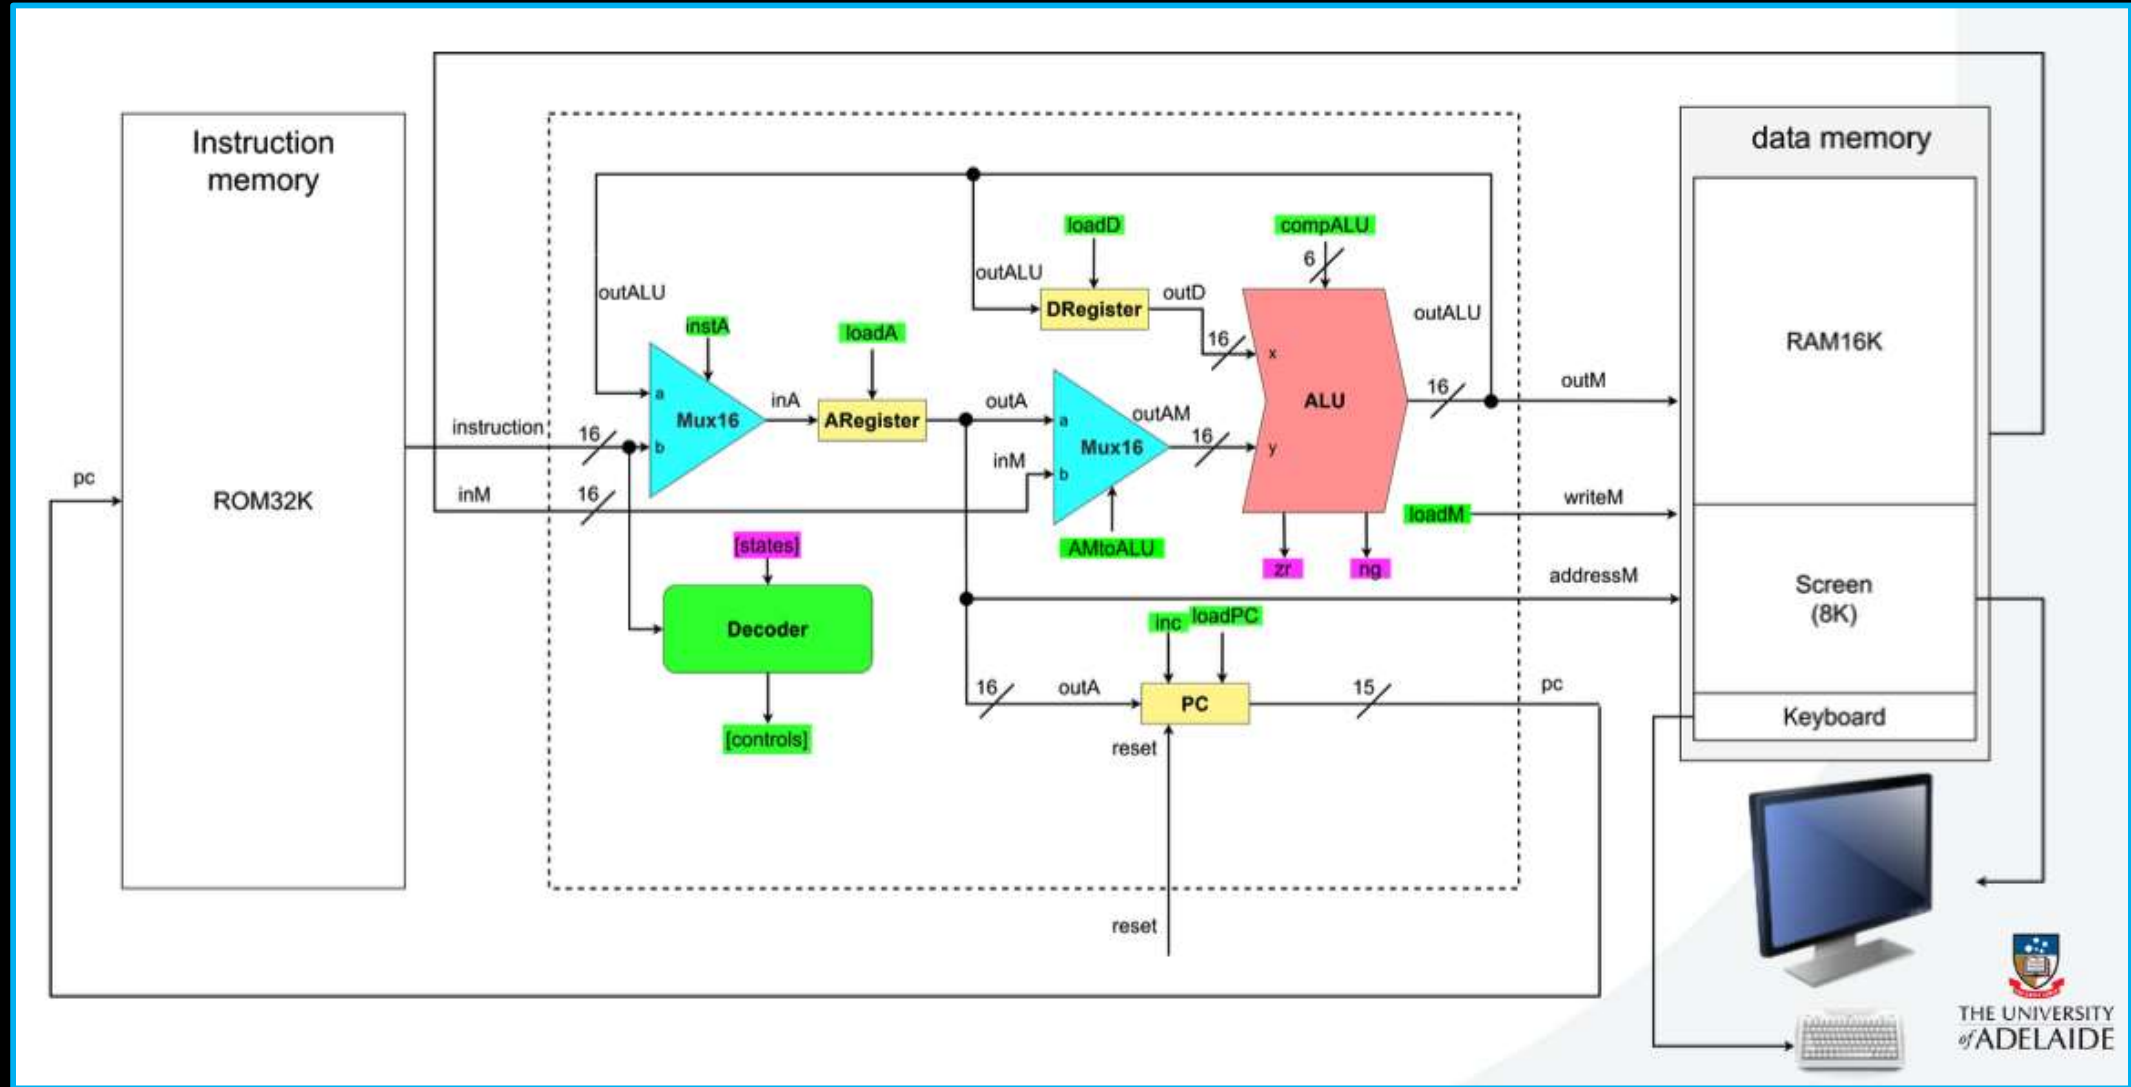 Instruction
memory
ROM32K
pc
instruction
16
inM
16
outALU
instA
a
b
Mux16
inA
loadA
ARegister
outA
outALU
loadD
DRegister
outD
16
compALU
6
x
y
ALU
outALU
16
outM
inM
a
b
Mux16
outAM
16
AMtoALU
zr
ng
loadM
writeM
addressM
[states]
Decoder
[controls]
inc
loadPC
16
outA
PC
15
pc
reset
reset
data memory
RAM16K
Screen
(8K)
Keyboard
THE UNIVERSITY
of ADELAIDE